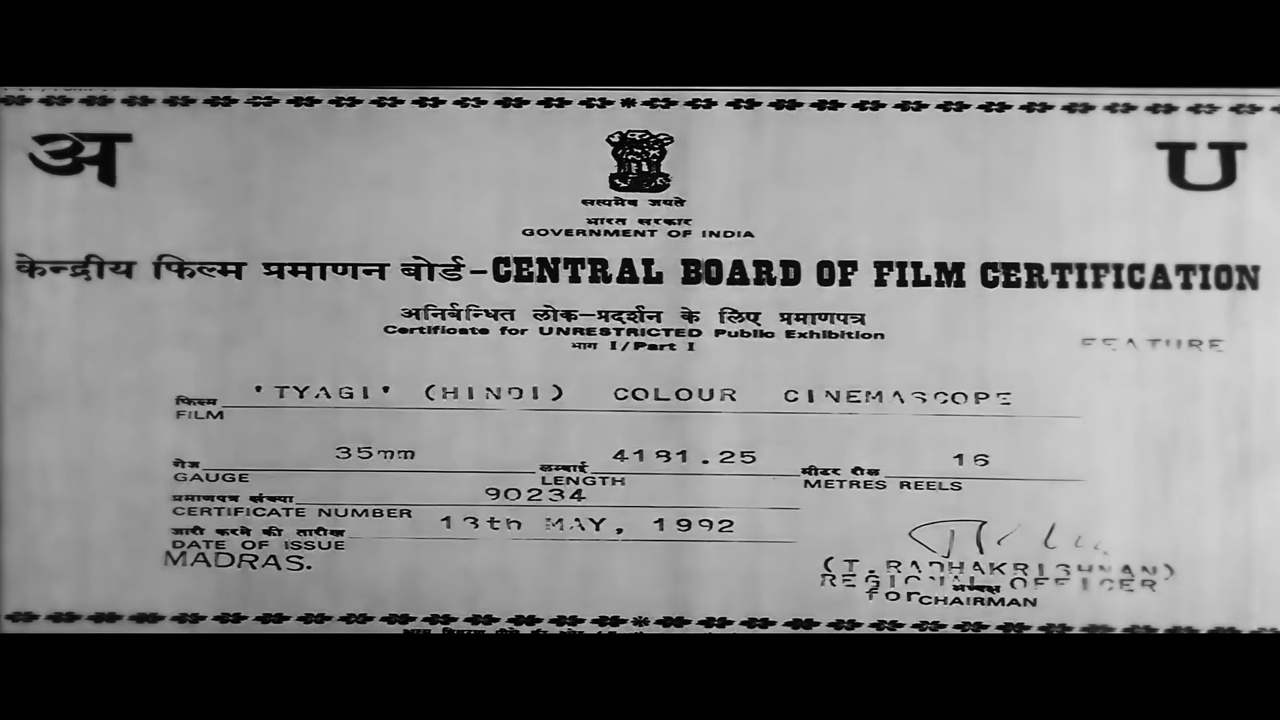 अ
U
सत्यमेव जयते
भारत सरकार
GOVERNMENT OF INDIA
केन्द्रीय फिल्म प्रमाणन बोर्ड-CENTRAL BOARD OF FILM CERTIFICATION
अनिर्बन्धित लोक-प्रदर्शन के लिए प्रमाणपत्र
Certificate for UNRESTRICTED Public Exhibition
भाग I/Part I
FEATURE
फिल्म 'TYAGI' (HINDI) COLOUR CINEMASCOPE
FILM
गेज 35mm लम्बाई 4181.25 मीटर रील 16
GAUGE LENGTH METRES REELS
प्रमाणपत्र संख्या 90234
CERTIFICATE NUMBER
जारी करने की तारीख 13th MAY, 1992
DATE OF ISSUE
MADRAS.
(T.RADHAKRISHNAN)
REGIONAL OFFICER
अध्यक्ष
for CHAIRMAN